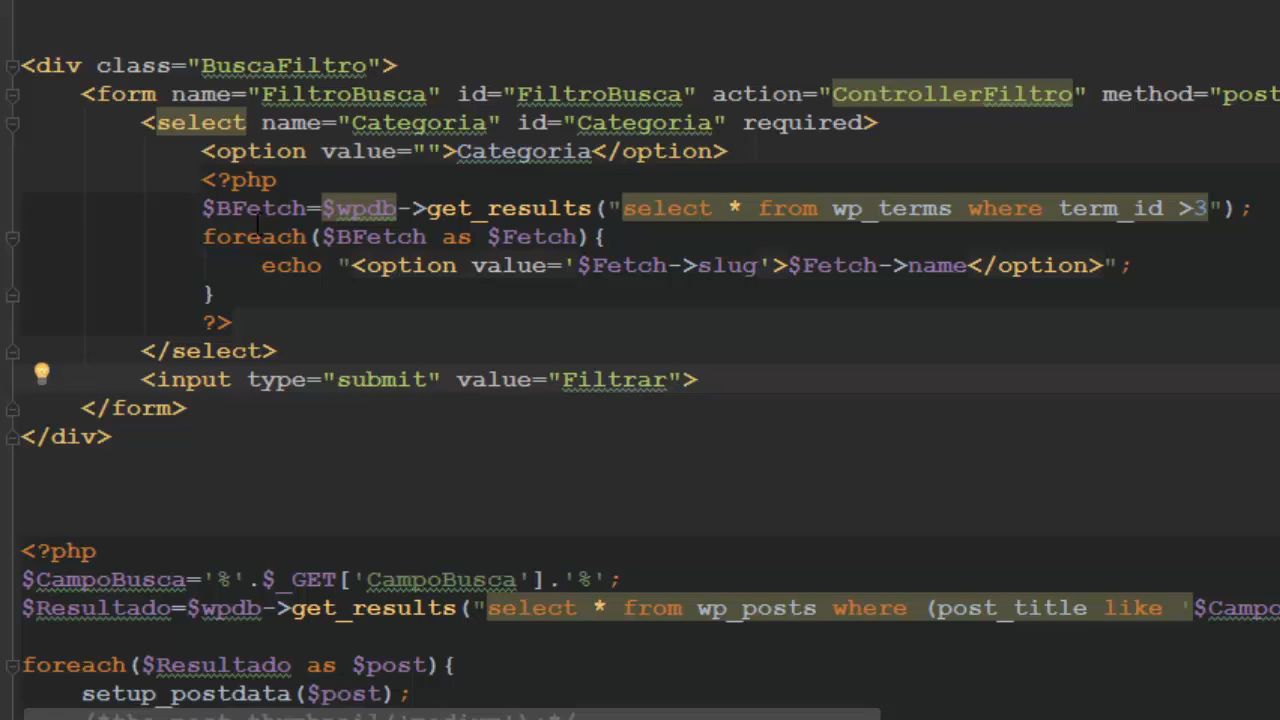 <div class="BuscaFiltro">
<form name="FiltroBusca" id="FiltroBusca" action="ControllerFiltro" method="post
<select name="Categoria" id="Categoria" required>
<option value="">Categoria</option>
<?php
$BFetch=$wpdb->get_results("select * from wp_terms where term_id >3");
foreach($BFetch as $Fetch){
echo "<option value='$Fetch->slug'>$Fetch->name</option>";
}
?>
</select>
<input type="submit" value="Filtrar">
</form>
</div>
<?php
$CampoBusca='%'.$_GET['CampoBusca'].'%';
$Resultado=$wpdb->get_results("select * from wp_posts where (post_title like '$Campo
foreach($Resultado as $post){
setup_postdata($post);